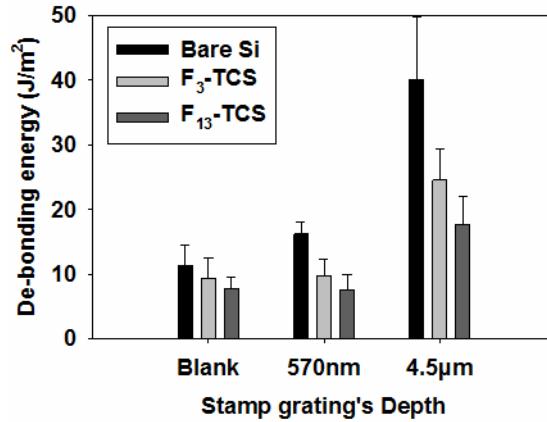 De-bonding energy (J/m²)
50
40
30
20
10
0
Bare Si
F₃-TCS
F₁₃-TCS
Blank 570nm 4.5µm
Stamp grating's Depth